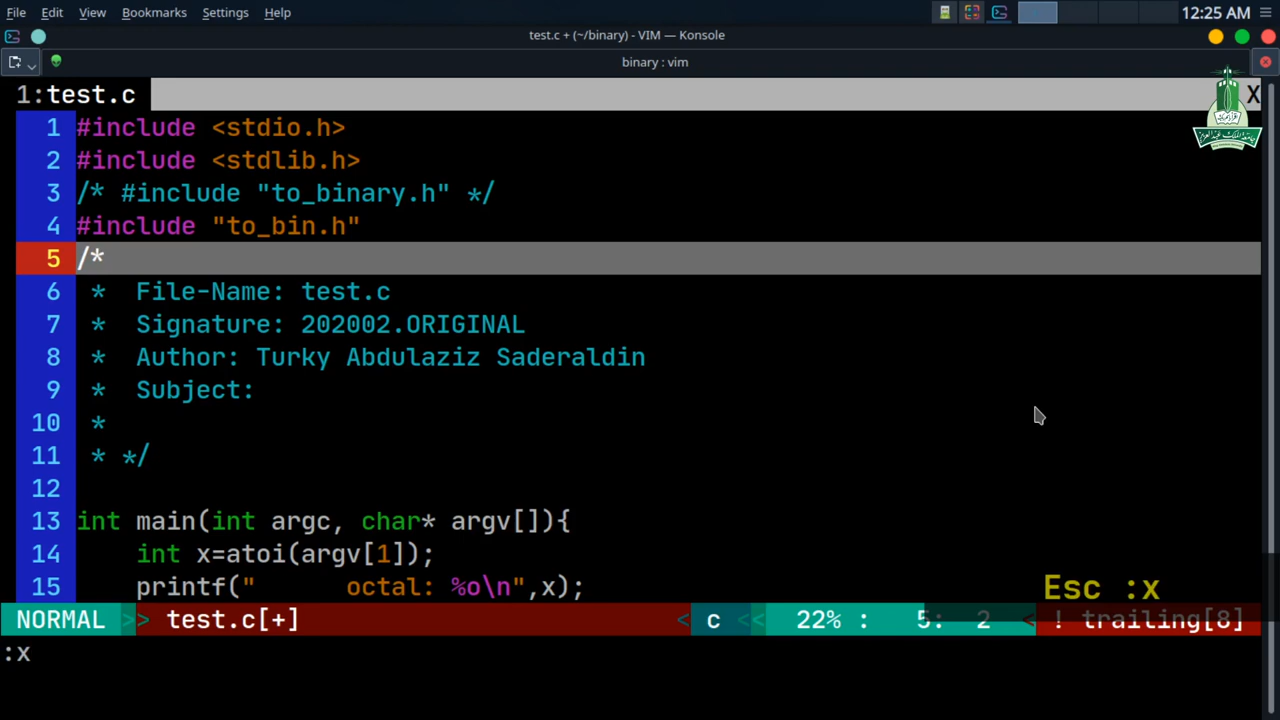 File Edit View Bookmarks Settings Help 12:25 AM
test.c + (~/binary) - VIM — Konsole
binary : vim
1:test.c X
1 #include <stdio.h>
2 #include <stdlib.h>
3 /* #include "to_binary.h" */
4 #include "to_bin.h"
5 /*
6 * File-Name: test.c
7 * Signature: 202002.ORIGINAL
8 * Author: Turky Abdulaziz Saderaldin
9 * Subject:
10 *
11 * */
12
13 int main(int argc, char* argv[]){
14 int x=atoi(argv[1]);
15 printf(" octal: %o\n",x);
Esc :x
NORMAL >> test.c[+] < c << 22% : 5: 2 < ! trailing[8]
:x